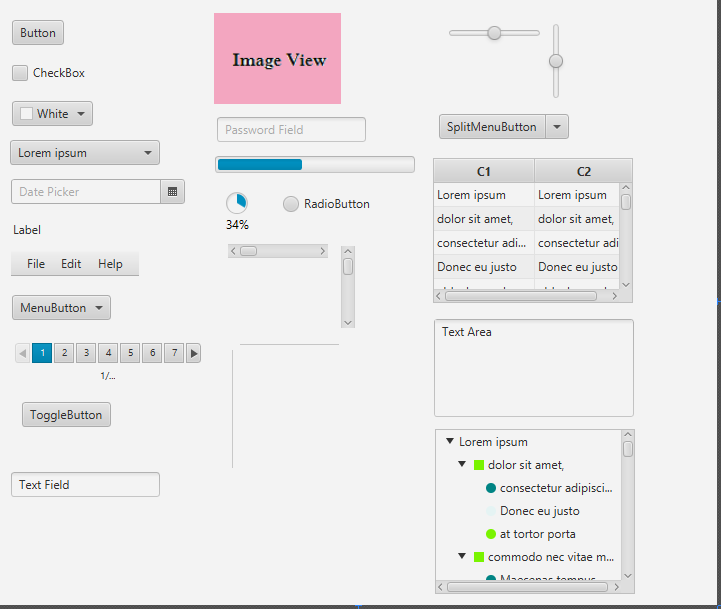 Button
CheckBox
White
Lorem ipsum
Date Picker
Label
File Edit Help
MenuButton
1 2 3 4 5 6 7
1/...
ToggleButton
Text Field
Image View
Password Field
34%
RadioButton
SplitMenuButton
C1 C2
Lorem ipsum Lorem ipsum
dolor sit amet, dolor sit amet,
consectetur adi... consectetur adi
Donec eu justo Donec eu justo
Text Area
Lorem ipsum
dolor sit amet,
consectetur adipisci...
Donec eu justo
at tortor porta
commodo nec vitae m...
Maecenas tempus